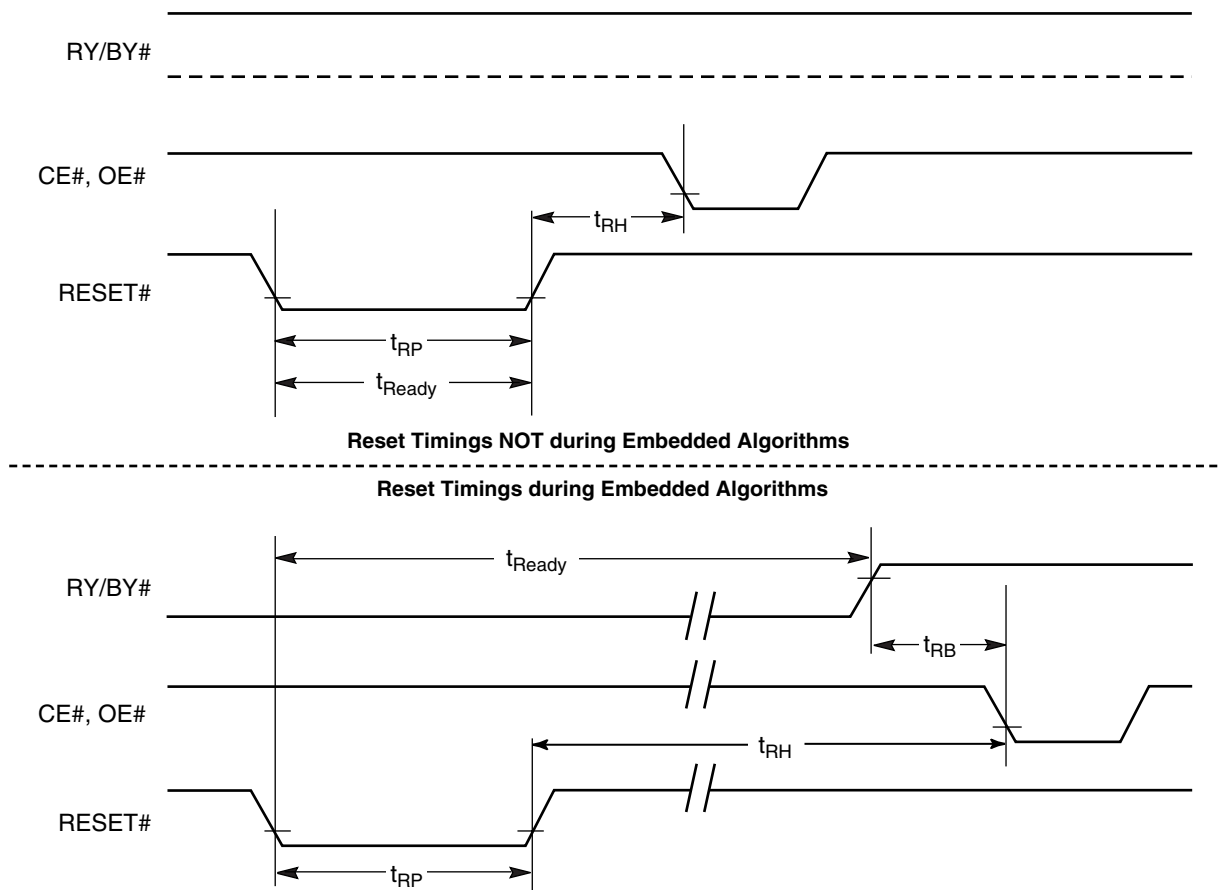 RY/BY#
CE#, OE#
tRH
RESET#
tRP
tReady
Reset Timings NOT during Embedded Algorithms
Reset Timings during Embedded Algorithms
tReady
RY/BY#
tRB
CE#, OE#
tRH
RESET#
tRP